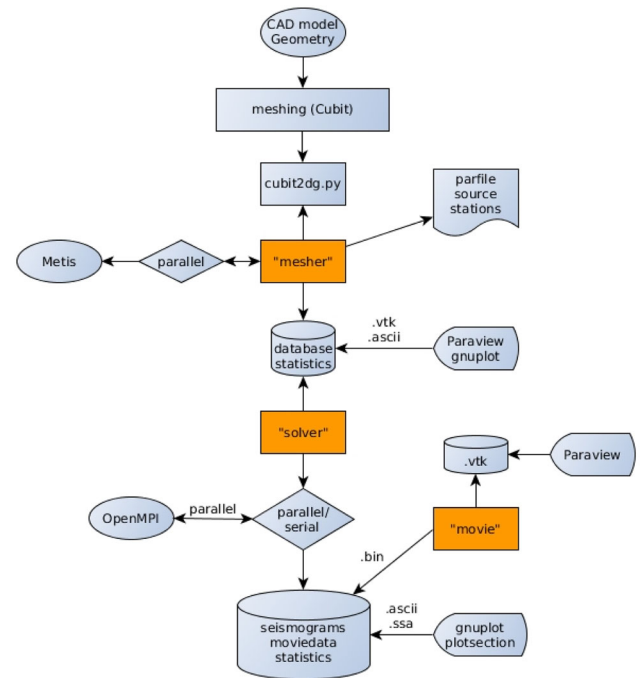 CAD model
Geometry
meshing (Cubit)
cubit2dg.py
parfile
source
stations
Metis
parallel
"mesher"
.vtk
.ascii
database
statistics
Paraview
gnuplot
"solver"
.vtk
Paraview
OpenMPI
parallel
parallel/
serial
"movie"
.bin
seismograms
moviedata
statistics
.ascii
.ssa
gnuplot
plotsection